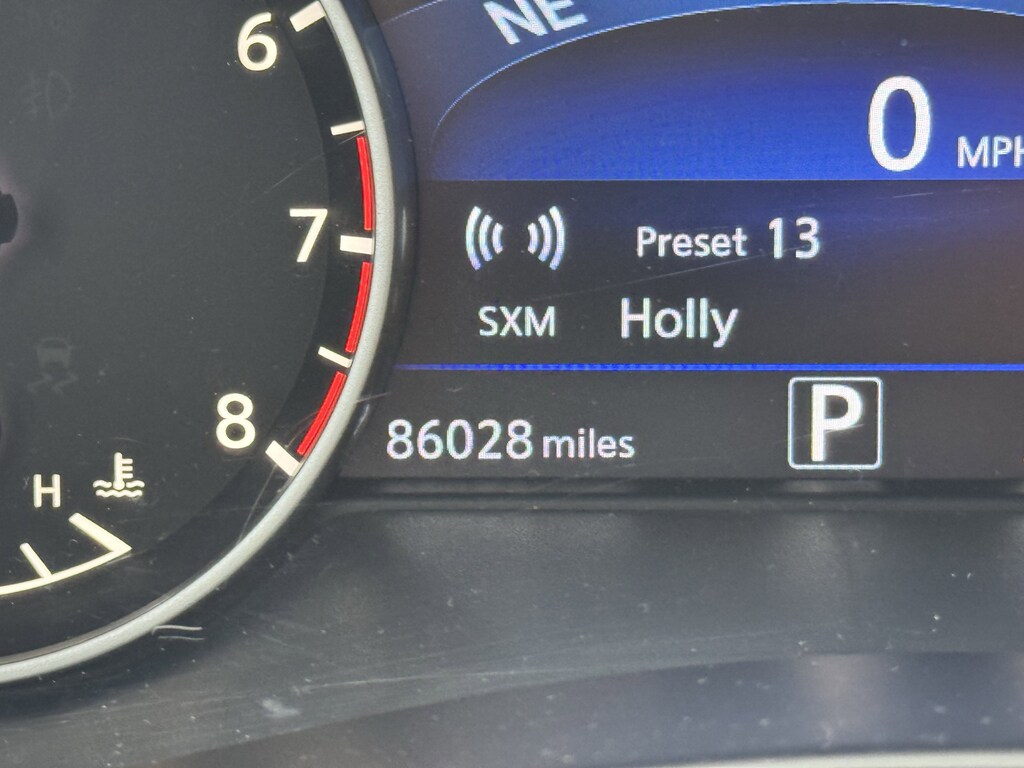 6
7
8
H
NE
0 MPH
Preset 13
SXM Holly
86028 miles
P